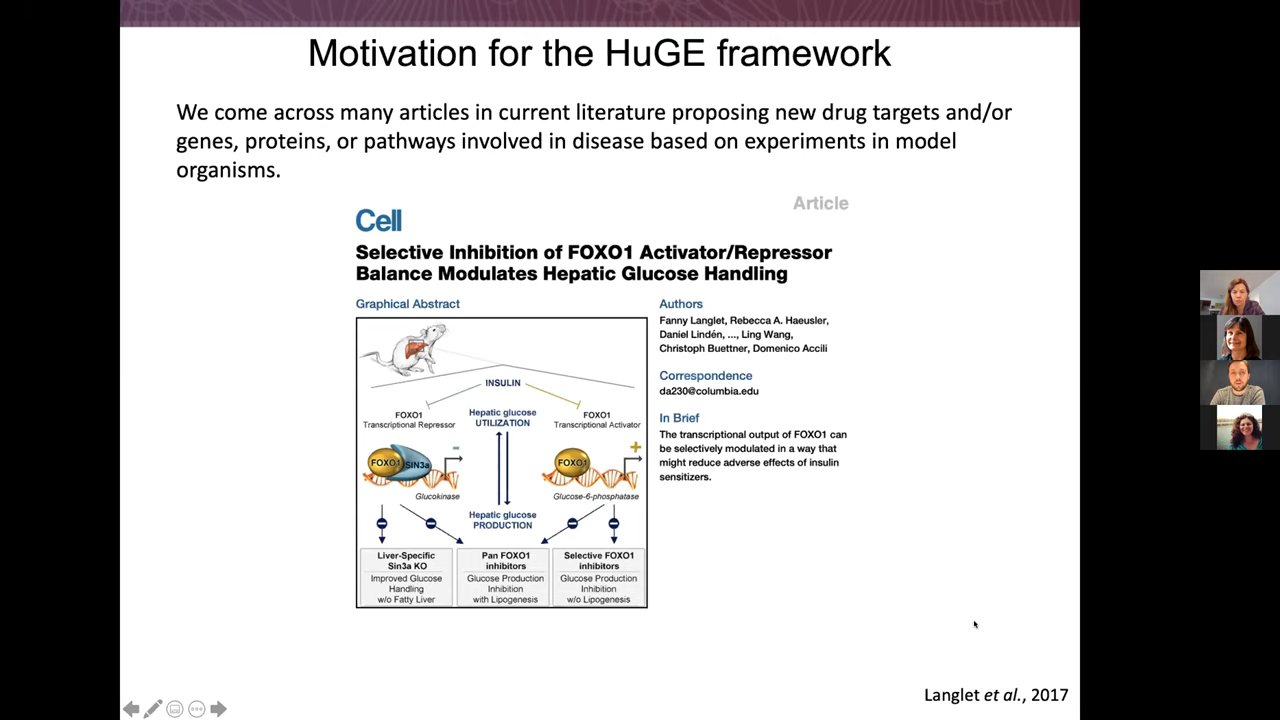 Motivation for the HuGE framework
We come across many articles in current literature proposing new drug targets and/or
genes, proteins, or pathways involved in disease based on experiments in model
organisms.
Article
Cell
Selective Inhibition of FOXO1 Activator/Repressor
Balance Modulates Hepatic Glucose Handling
Graphical Abstract
INSULIN
FOXO1
Transcriptional Repressor
Hepatic glucose
UTILIZATION
FOXO1
Transcriptional Activator
FOXO1
SIN3a
FOXO1
Glucokinase
Glucose-6-phosphatase
Hepatic glucose
PRODUCTION
Liver-Specific
Sin3a KO
Improved Glucose
Handling
w/o Fatty Liver
Pan FOXO1
inhibitors
Glucose Production
Inhibition
with Lipogenesis
Selective FOXO1
inhibitors
Glucose Production
Inhibition
w/o Lipogenesis
Authors
Fanny Langlet, Rebecca A. Haeusler,
Daniel Lindén, ..., Ling Wang,
Christoph Buettner, Domenico Accili
Correspondence
da230@columbia.edu
In Brief
The transcriptional output of FOXO1 can
be selectively modulated in a way that
might reduce adverse effects of insulin
sensitizers.
Langlet et al., 2017